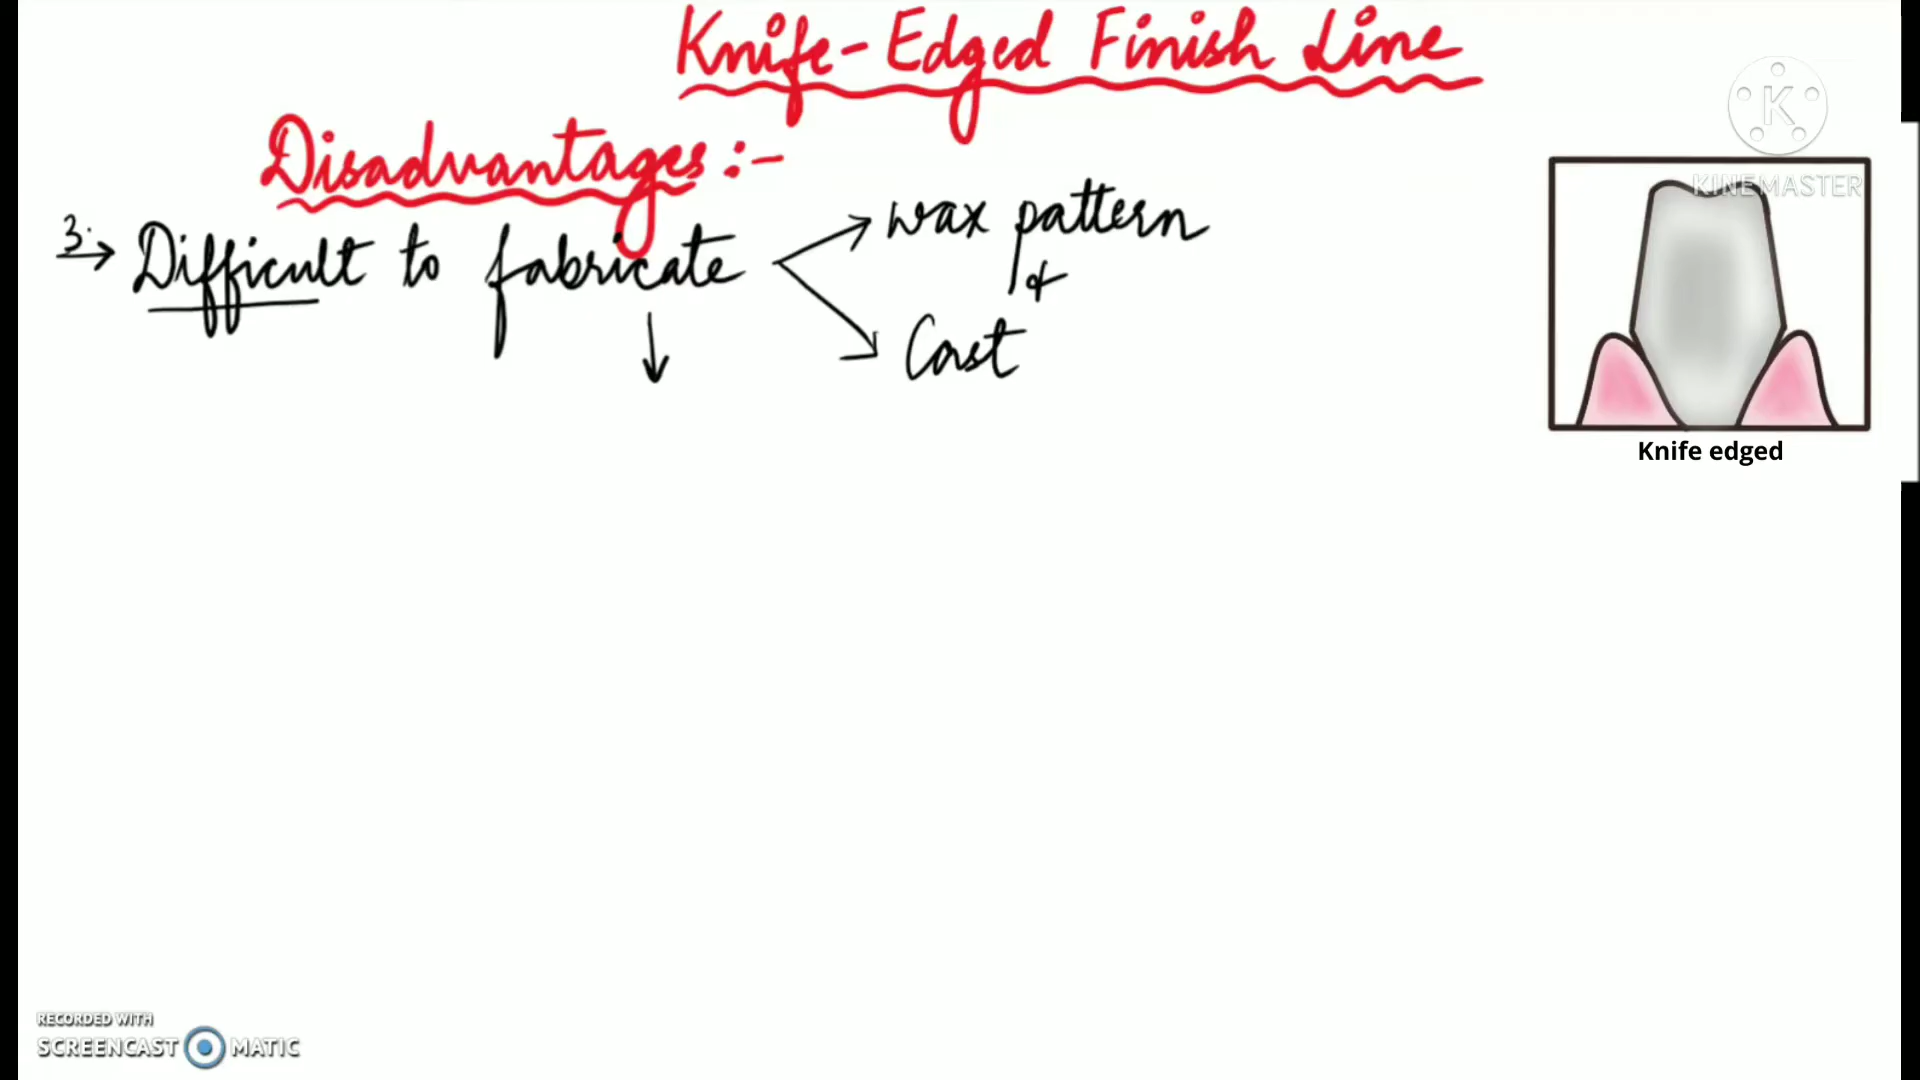 Knife-Edged Finish Line
Disadvantages :-
3. → Difficult to fabricate → wax pattern
&
→ Cast
↓
K
KINEMASTER
Knife edged
RECORDED WITH
SCREENCAST MATIC